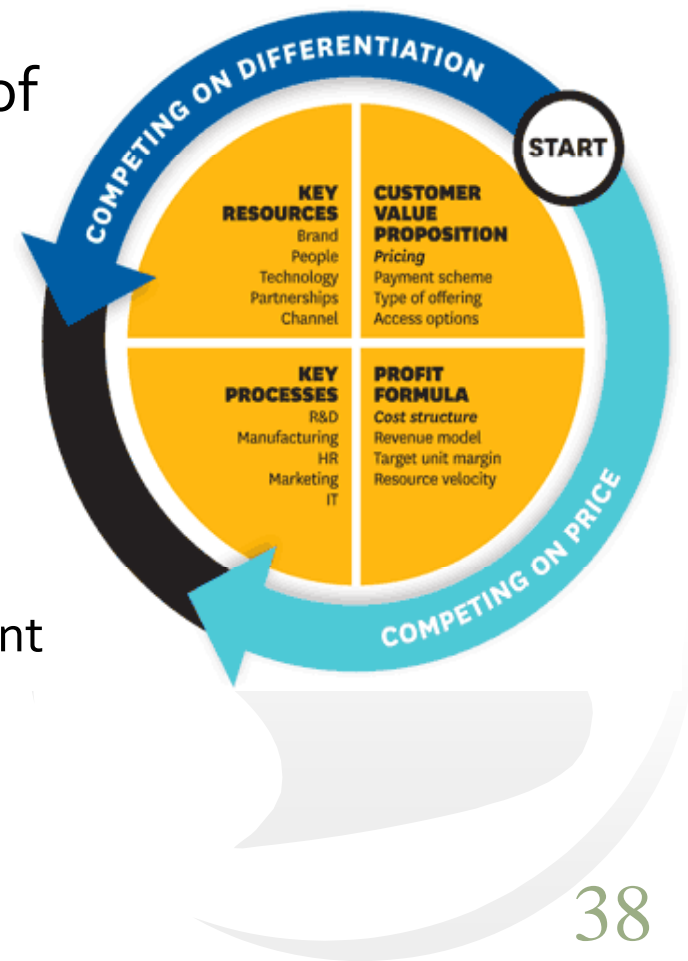 of
COMPETING ON DIFFERENTIATION
START
KEY
RESOURCES
Brand
People
Technology
Partnerships
Channel
CUSTOMER
VALUE
PROPOSITION
Pricing
Payment scheme
Type of offering
Access options
KEY
PROCESSES
R&D
Manufacturing
HR
Marketing
IT
PROFIT
FORMULA
Cost structure
Revenue model
Target unit margin
Resource velocity
COMPETING ON PRICE
nt
38